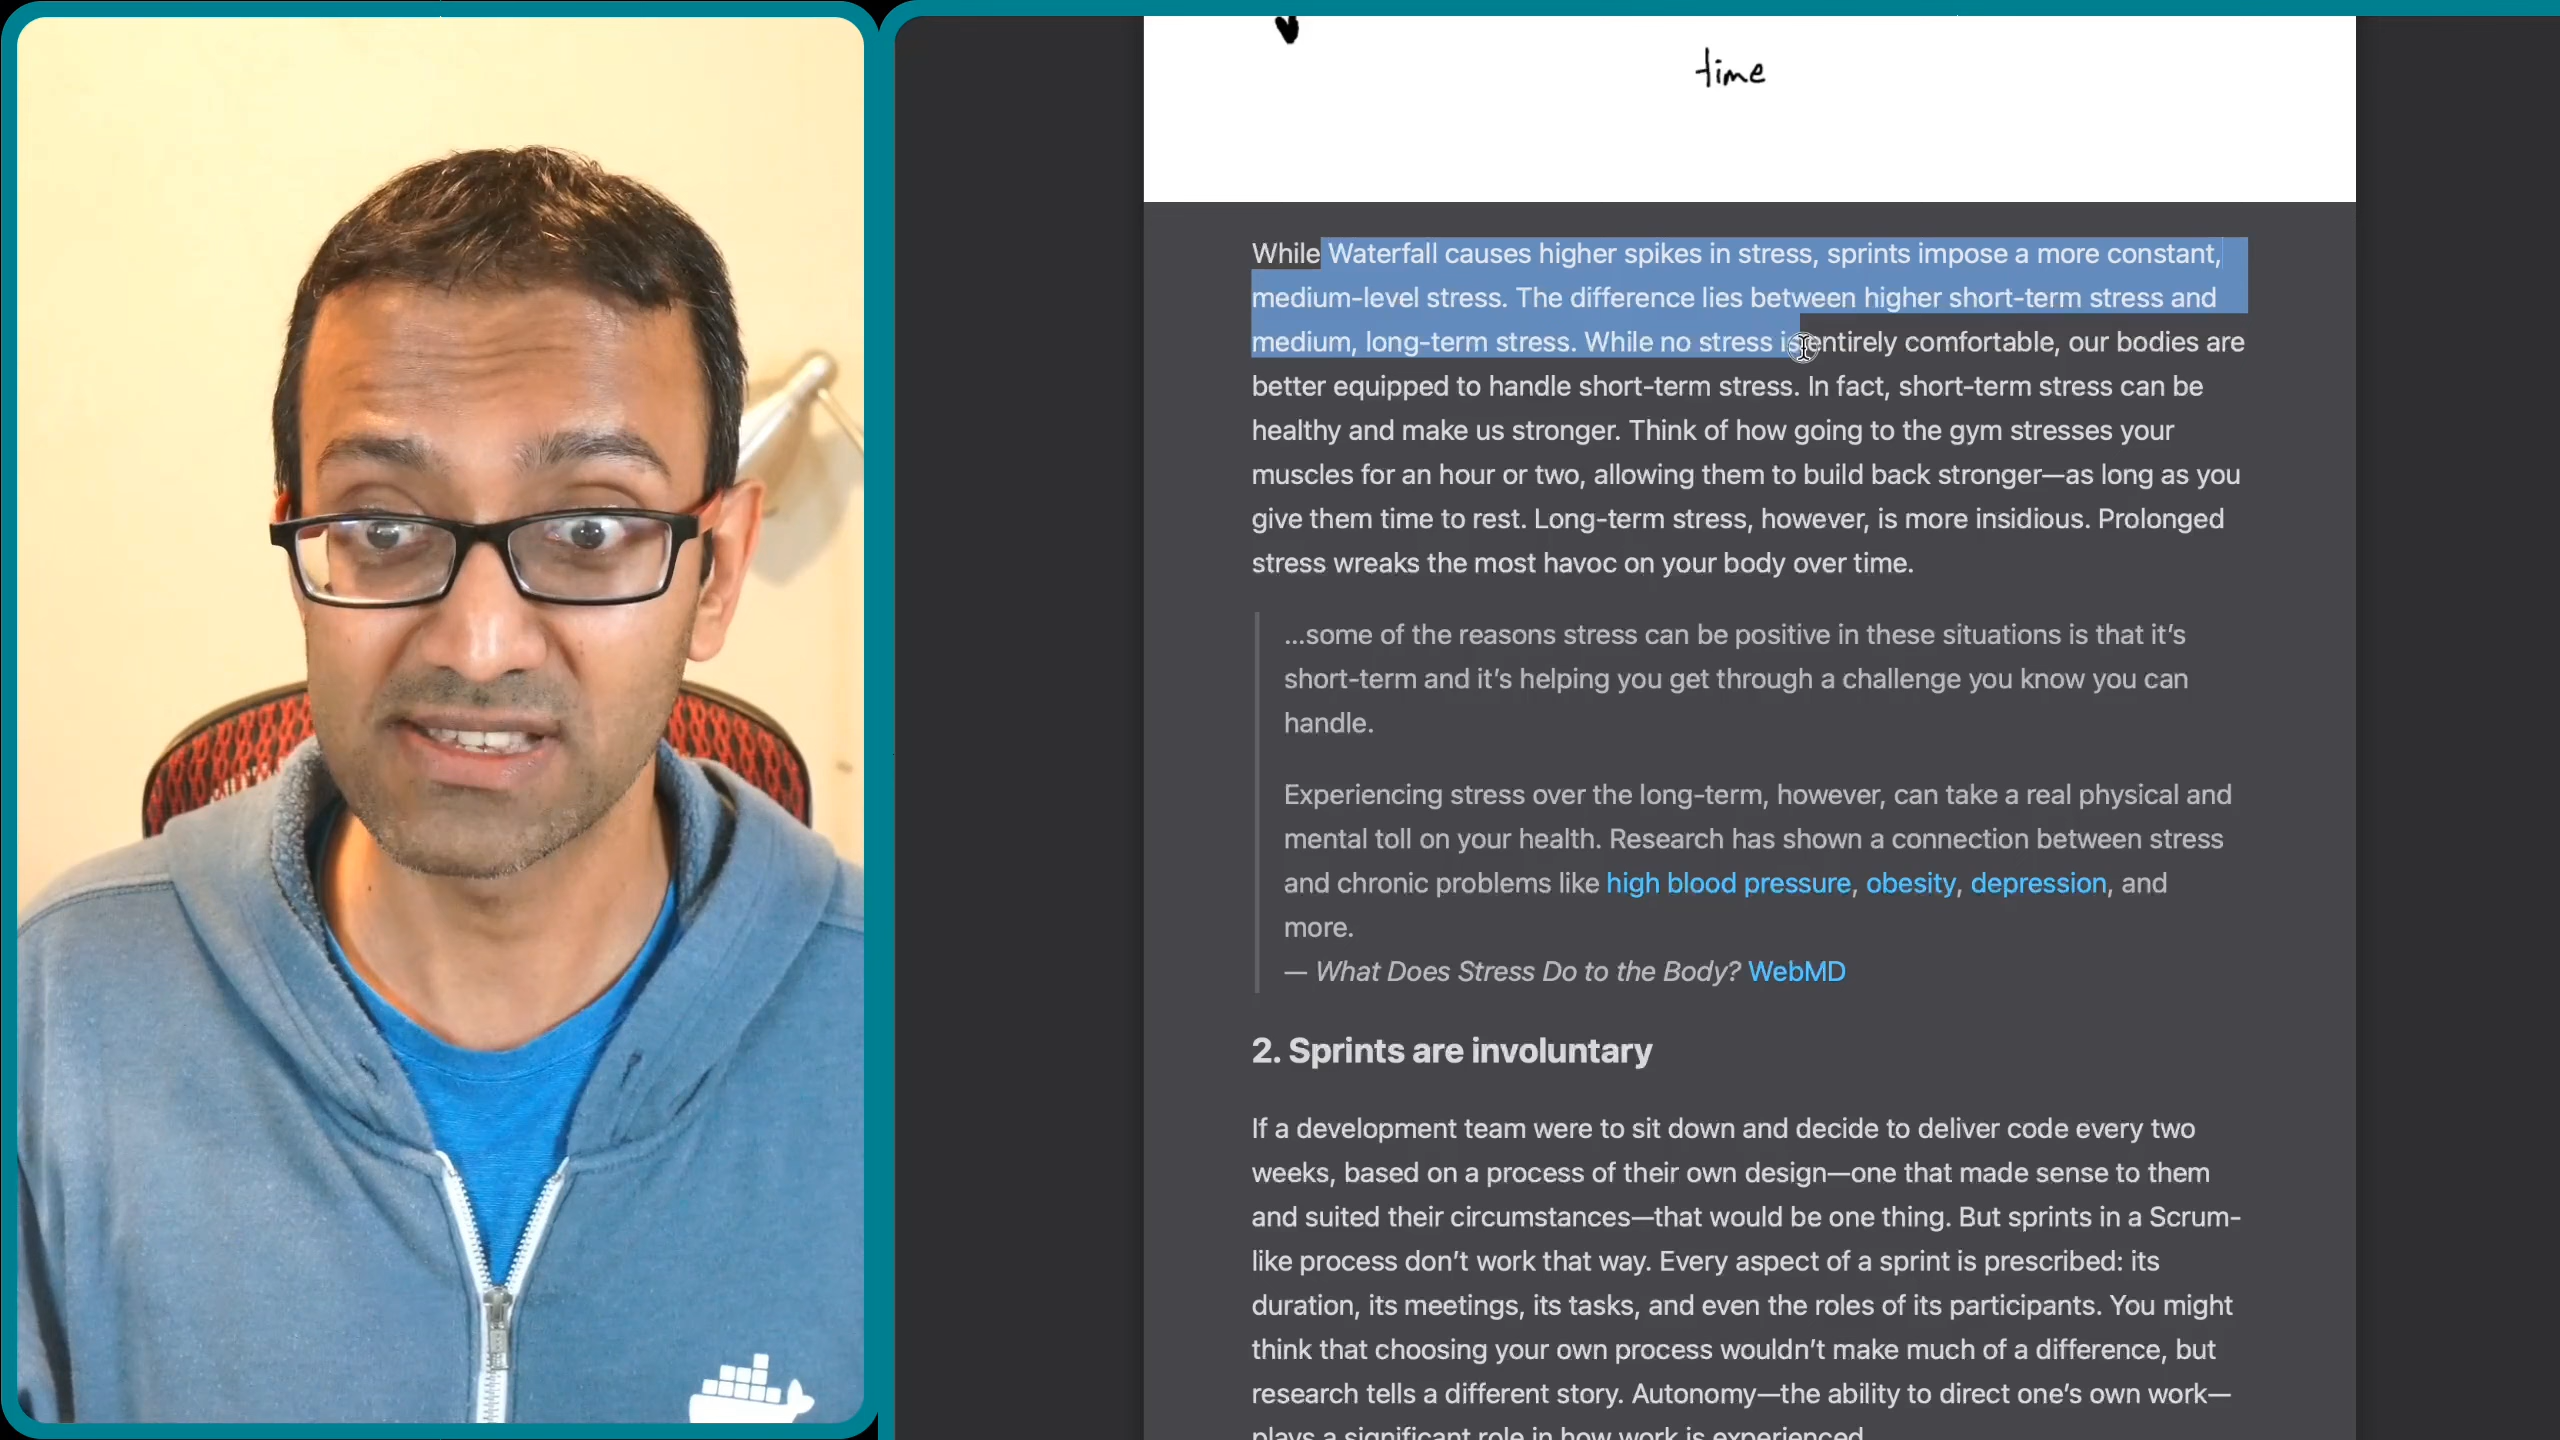 time
While Waterfall causes higher spikes in stress, sprints impose a more constant,
medium-level stress. The difference lies between higher short-term stress and
medium, long-term stress. While no stress is entirely comfortable, our bodies are
better equipped to handle short-term stress. In fact, short-term stress can be
healthy and make us stronger. Think of how going to the gym stresses your
muscles for an hour or two, allowing them to build back stronger—as long as you
give them time to rest. Long-term stress, however, is more insidious. Prolonged
stress wreaks the most havoc on your body over time.
...some of the reasons stress can be positive in these situations is that it’s
short-term and it’s helping you get through a challenge you know you can
handle.
Experiencing stress over the long-term, however, can take a real physical and
mental toll on your health. Research has shown a connection between stress
and chronic problems like high blood pressure, obesity, depression, and
more.
— What Does Stress Do to the Body? WebMD
2. Sprints are involuntary
If a development team were to sit down and decide to deliver code every two
weeks, based on a process of their own design—one that made sense to them
and suited their circumstances—that would be one thing. But sprints in a Scrum-
like process don’t work that way. Every aspect of a sprint is prescribed: its
duration, its meetings, its tasks, and even the roles of its participants. You might
think that choosing your own process wouldn’t make much of a difference, but
research tells a different story. Autonomy—the ability to direct one’s own work—
plays a significant role in how work is experienced